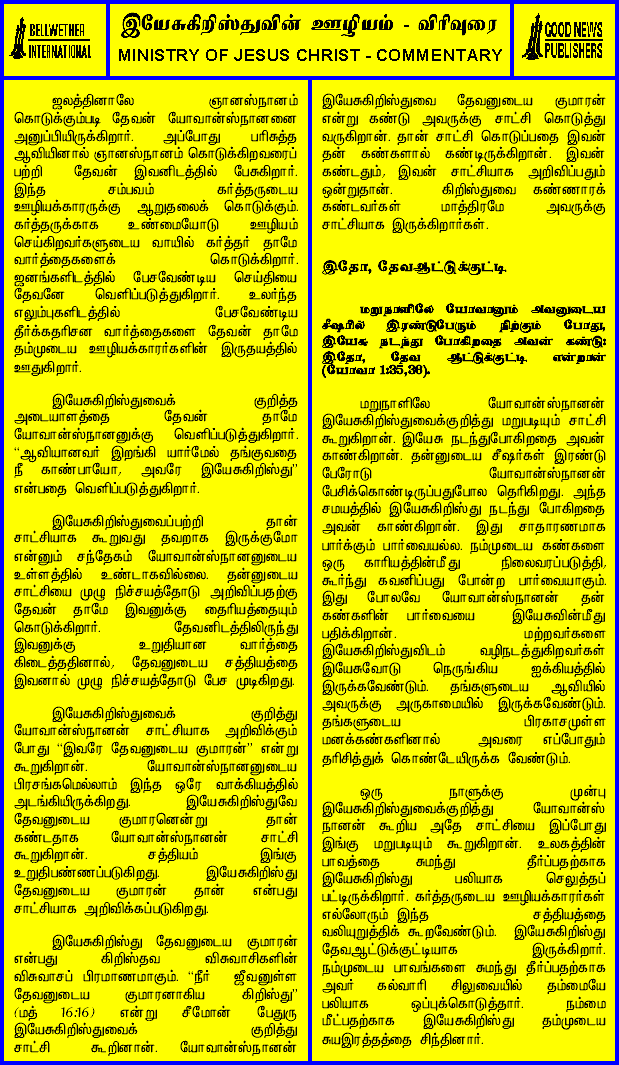 BELLWETHER
INTERNATIONAL
இயேசுகிறிஸ்துவின் ஊழியம் - விரிவுரை
MINISTRY OF JESUS CHRIST - COMMENTARY
GOOD NEWS
PUBLISHERS
ஜலத்தினாலே ஞானஸ்நானம்
கொடுக்கும்படி தேவன் யோவான்ஸ்நானனை
அனுப்பியிருக்கிறார். அப்போது பரிசுத்த
ஆவியினால் ஞானஸ்நானம் கொடுக்கிறவரைப்
பற்றி தேவன் இவனிடத்தில் பேசுகிறார்.
இந்த சம்பவம் கர்த்தருடைய
ஊழியக்காரருக்கு ஆறுதலைக் கொடுக்கும்.
கர்த்தருக்காக உண்மையோடு ஊழியம்
செய்கிறவர்களுடைய வாயில் கர்த்தர் தாமே
வார்த்தைகளைக் கொடுக்கிறார்.
ஜனங்களிடத்தில் பேசவேண்டிய செய்தியை
தேவனே வெளிப்படுத்துகிறார். உலர்ந்த
எலும்புகளிடத்தில் பேசவேண்டிய
தீர்க்கதரிசன வார்த்தைகளை தேவன் தாமே
தம்முடைய ஊழியக்காரர்களின் இருதயத்தில்
ஊதுகிறார்.
இயேசுகிறிஸ்துவைக் குறித்த
அடையாளத்தை தேவன் தாமே
யோவான்ஸ்நானனுக்கு வெளிப்படுத்துகிறார்.
“ஆவியானவர் இறங்கி யார்மேல் தங்குவதை
நீ காண்பாயோ, அவரே இயேசுகிறிஸ்து”
என்பதை வெளிப்படுத்துகிறார்.
இயேசுகிறிஸ்துவைப்பற்றி தான்
சாட்சியாக கூறுவது தவறாக இருக்குமோ
என்னும் சந்தேகம் யோவான்ஸ்நானனுடைய
உள்ளத்தில் உண்டாகவில்லை. தன்னுடைய
சாட்சியை முழு நிச்சயத்தோடு அறிவிப்பதற்கு
தேவன் தாமே இவனுக்கு தைரியத்தையும்
கொடுக்கிறார். தேவனிடத்திலிருந்து
இவனுக்கு உறுதியான வார்த்தை
கிடைத்ததினால், தேவனுடைய சத்தியத்தை
இவனால் முழு நிச்சயத்தோடு பேச முடிகிறது.
இயேசுகிறிஸ்துவைக் குறித்து
யோவான்ஸ்நானன் சாட்சியாக அறிவிக்கும்
போது “இவரே தேவனுடைய குமாரன்” என்று
கூறுகிறான். யோவான்ஸ்நானனுடைய
பிரசங்கமெல்லாம் இந்த ஒரே வாக்கியத்தில்
அடங்கியிருக்கிறது. இயேசுகிறிஸ்துவே
தேவனுடைய குமாரனென்று தான்
கண்டதாக யோவான்ஸ்நானன் சாட்சி
கூறுகிறான். சத்தியம் இங்கு
உறுதிபண்ணப்படுகிறது. இயேசுகிறிஸ்து
தேவனுடைய குமாரன் தான் என்பது
சாட்சியாக அறிவிக்கப்படுகிறது.
இயேசுகிறிஸ்து தேவனுடைய குமாரன்
என்பது கிறிஸ்தவ விசுவாசிகளின்
விசுவாசப் பிரமாணமாகும். “நீர் ஜீவனுள்ள
தேவனுடைய குமாரனாகிய கிறிஸ்து”
(மத் 16:16) என்று சீமோன் பேதுரு
இயேசுகிறிஸ்துவைக் குறித்து
சாட்சி கூறினான். யோவான்ஸ்நானன்
இயேசுகிறிஸ்துவை தேவனுடைய குமாரன்
என்று கண்டு அவருக்கு சாட்சி கொடுத்து
வருகிறான். தான் சாட்சி கொடுப்பதை இவன்
தன் கண்களால் கண்டிருக்கிறான். இவன்
கண்டதும், இவன் சாட்சியாக அறிவிப்பதும்
ஒன்றுதான். கிறிஸ்துவை கண்ணாரக்
கண்டவர்கள் மாத்திரமே அவருக்கு
சாட்சியாக இருக்கிறார்கள்.
இதோ, தேவஆட்டுக்குட்டி.
மறுநாளிலே யோவானும் அவனுடைய
சீஷரில் இரண்டுபேரும் நிற்கும் போது,
இயேசு நடந்து போகிறதை அவன் கண்டு:
இதோ, தேவ ஆட்டுக்குட்டி என்றான்
(யோவா 1:35,36).
மறுநாளிலே யோவான்ஸ்நானன்
இயேசுகிறிஸ்துவைக்குறித்து மறுபடியும் சாட்சி
கூறுகிறான். இயேசு நடந்துபோகிறதை அவன்
காண்கிறான். தன்னுடைய சீஷர்கள் இரண்டு
பேரோடு யோவான்ஸ்நானன்
பேசிக்கொண்டிருப்பதுபோல தெரிகிறது. அந்த
சமயத்தில் இயேசுகிறிஸ்து நடந்து போகிறதை
அவன் காண்கிறான். இது சாதாரணமாக
பார்க்கும் பார்வையல்ல. நம்முடைய கண்களை
ஒரு காரியத்தின்மீது நிலைவரப்படுத்தி,
கூர்ந்து கவனிப்பது போன்ற பார்வையாகும்.
இது போலவே யோவான்ஸ்நானன் தன்
கண்களின் பார்வையை இயேசுவின்மீது
பதிக்கிறான். மற்றவர்களை
இயேசுகிறிஸ்துவிடம் வழிநடத்துகிறவர்கள்
இயேசுவோடு நெருங்கிய ஐக்கியத்தில்
இருக்கவேண்டும். தங்களுடைய ஆவியில்
அவருக்கு அருகாமையில் இருக்கவேண்டும்.
தங்களுடைய பிரகாசமுள்ள
மனக்கண்களினால் அவரை எப்போதும்
தரிசித்துக் கொண்டேயிருக்க வேண்டும்.
ஒரு நாளுக்கு முன்பு
இயேசுகிறிஸ்துவைக்குறித்து யோவான்ஸ்
நானன் கூறிய அதே சாட்சியை இப்போது
இங்கு மறுபடியும் கூறுகிறான். உலகத்தின்
பாவத்தை சுமந்து தீர்ப்பதற்காக
இயேசுகிறிஸ்து பலியாக செலுத்தப்
பட்டிருக்கிறார். கர்த்தருடைய ஊழியக்காரர்கள்
எல்லோரும் இந்த சத்தியத்தை
வலியுறுத்திக் கூறவேண்டும். இயேசுகிறிஸ்து
தேவஆட்டுக்குட்டியாக இருக்கிறார்.
நம்முடைய பாவங்களை சுமந்து தீர்ப்பதற்காக
அவர் கல்வாரி சிலுவையில் தம்மையே
பலியாக ஒப்புக்கொடுத்தார். நம்மை
மீட்பதற்காக இயேசுகிறிஸ்து தம்முடைய
சுயஇரத்தத்தை சிந்தினார்.